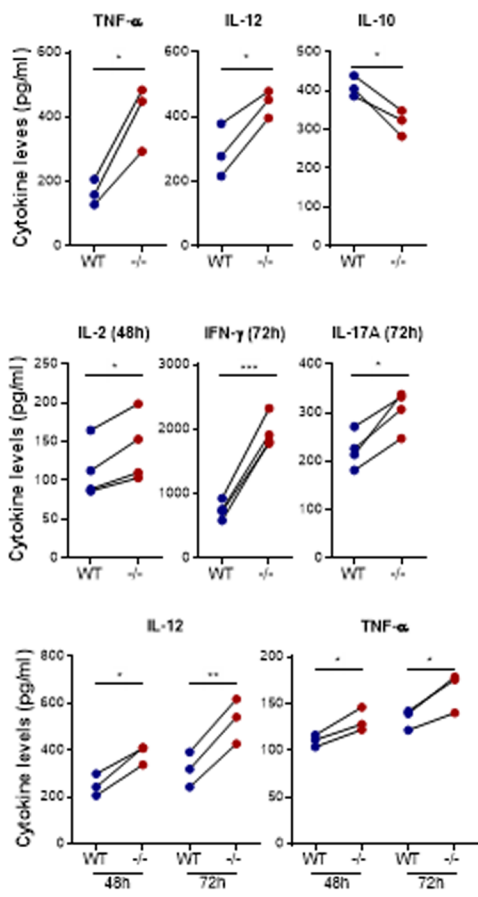 TNF-α IL-12 IL-10
Cytokine leves (pg/ml)
600 600 500
400 400 400
300
200 200 200
100
0 0 0
WT -/- WT -/- WT -/-
* * *
IL-2 (48h) IFN-γ (72h) IL-17A (72h)
Cytokine levels (pg/ml)
250 3000 400
200 300
150 2000
100 200
1000 100
50
0 0 0
WT -/- WT -/- WT -/-
* *** *
IL-12 TNF-α
Cytokine levels (pg/ml)
800 200
600 150
400 100
200 50
0 0
WT -/- WT -/- WT -/- WT -/-
48h 72h 48h 72h
* ** * *